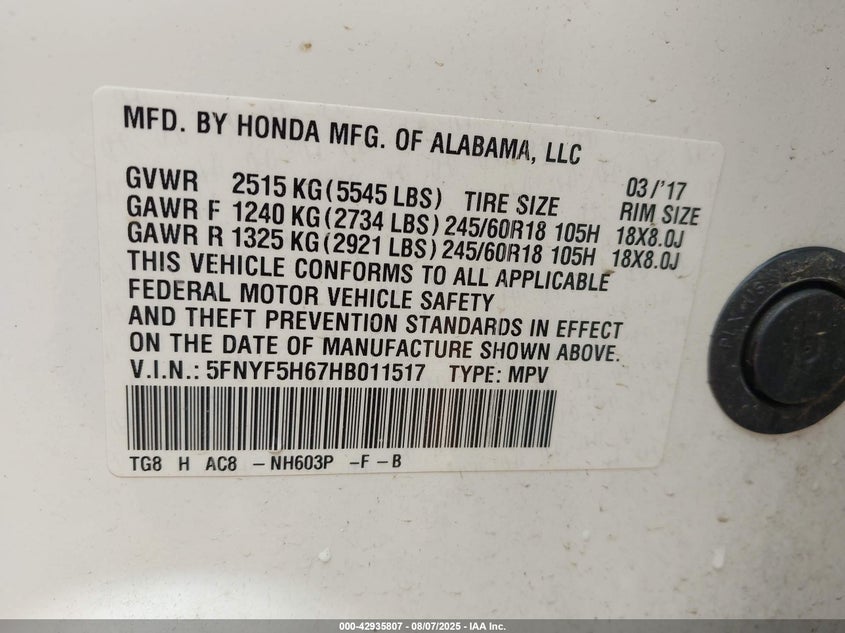 MFD. BY HONDA MFG. OF ALABAMA, LLC
03/'17
GVWR 2515 KG(5545 LBS) TIRE SIZE RIM SIZE
GAWR F 1240 KG(2734 LBS) 245/60R18 105H 18X8.0J
GAWR R 1325 KG(2921 LBS) 245/60R18 105H 18X8.0J
THIS VEHICLE CONFORMS TO ALL APPLICABLE
FEDERAL MOTOR VEHICLE SAFETY
AND THEFT PREVENTION STANDARDS IN EFFECT
ON THE DATE OF MANUFACTURE SHOWN ABOVE.
V.I.N.: 5FNYF5H67HB011517 TYPE: MPV
TG8 H AC8 - NH603P -F - B
000-42935807 - 08/07/2025 - IAA Inc.